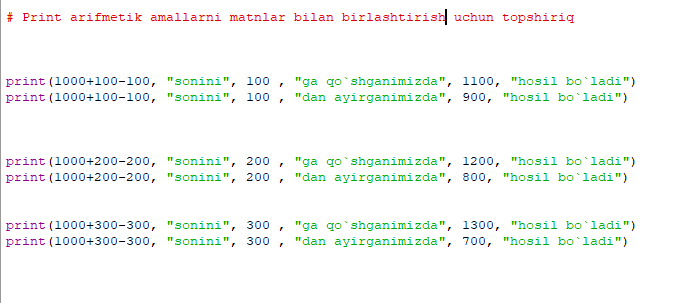 # Print arifmetik amallarni matnlar bilan birlashtirish uchun topshiriq
print(1000+100-100, "sonini", 100 , "ga qo`shganimizda", 1100, "hosil bo`ladi")
print(1000+100-100, "sonini", 100 , "dan ayirganimizda", 900, "hosil bo`ladi")
print(1000+200-200, "sonini", 200 , "ga qo`shganimizda", 1200, "hosil bo`ladi")
print(1000+200-200, "sonini", 200 , "dan ayirganimizda", 800, "hosil bo`ladi")
print(1000+300-300, "sonini", 300 , "ga qo`shganimizda", 1300, "hosil bo`ladi")
print(1000+300-300, "sonini", 300 , "dan ayirganimizda", 700, "hosil bo`ladi")